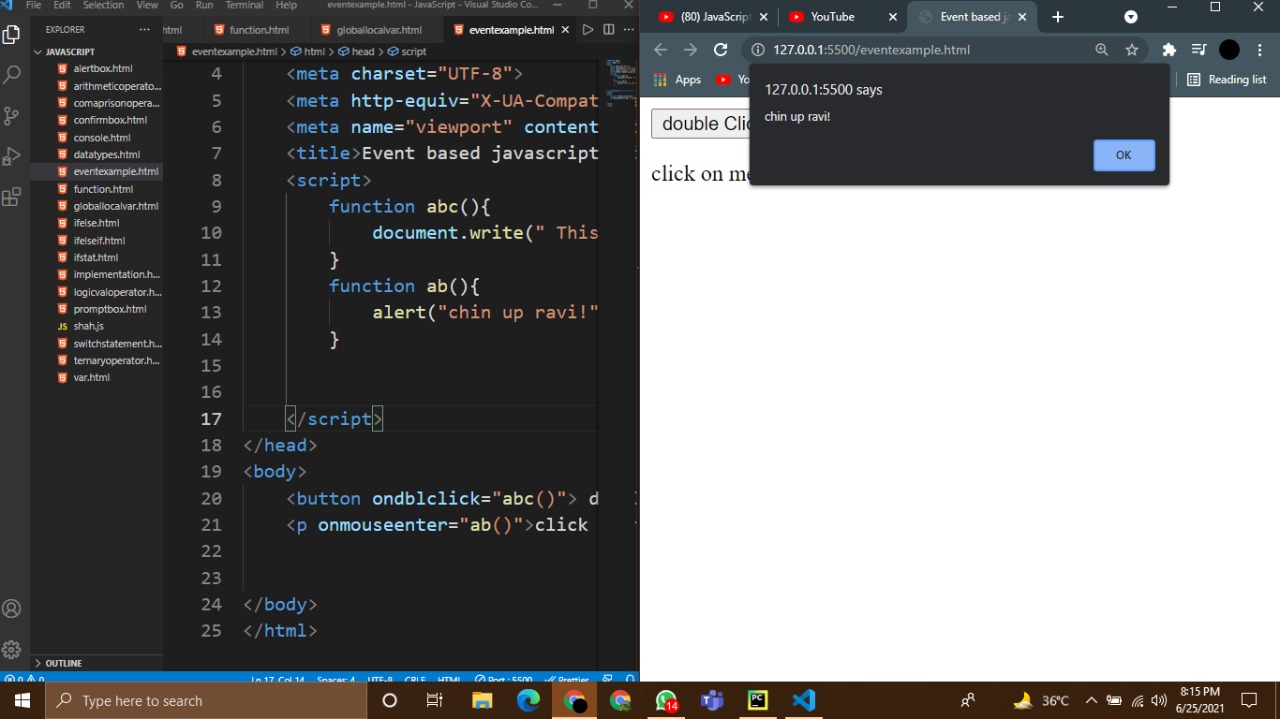 File Edit Selection View Go Run Terminal Help eventexample.html - JavaScript - Visual Studio Co...
EXPLORER
JAVASCRIPT
alertbox.html
arithmeticoperato...
comaprisonopera...
confirmbox.html
console.html
datatypes.html
eventexample.html
function.html
globallocalvar.html
ifelse.html
ifelseif.html
ifstat.html
implementation.h...
logicvaloperator.h...
promptbox.html
JS shah.js
switchstatement.h...
ternaryoperator.h...
var.html
OUTLINE
html function.html globallocalvar.html eventexample.html
eventexample.html > html > head > script
4 <meta charset="UTF-8">
5 <meta http-equiv="X-UA-Compat
6 <meta name="viewport" content
7 <title>Event based javascript
8 <script>
9 function abc(){
10 document.write(" This
11 }
12 function ab(){
13 alert("chin up ravi!"
14 }
15
16
17 </script>
18 </head>
19 <body>
20 <button ondblclick="abc()"> d
21 <p onmouseenter="ab()">click
22
23
24 </body>
25 </html>
0 0 Ln 17, Col 14 Spaces: 4 UTF-8 CRLF HTML Port : 5500 Prettier
(80) JavaScript YouTube Event based ja
127.0.0.1:5500/eventexample.html
Apps Yo Reading list
127.0.0.1:5500 says
chin up ravi!
OK
double Clic
click on me
Type here to search
14
PC
36°C
8:15 PM
6/25/2021